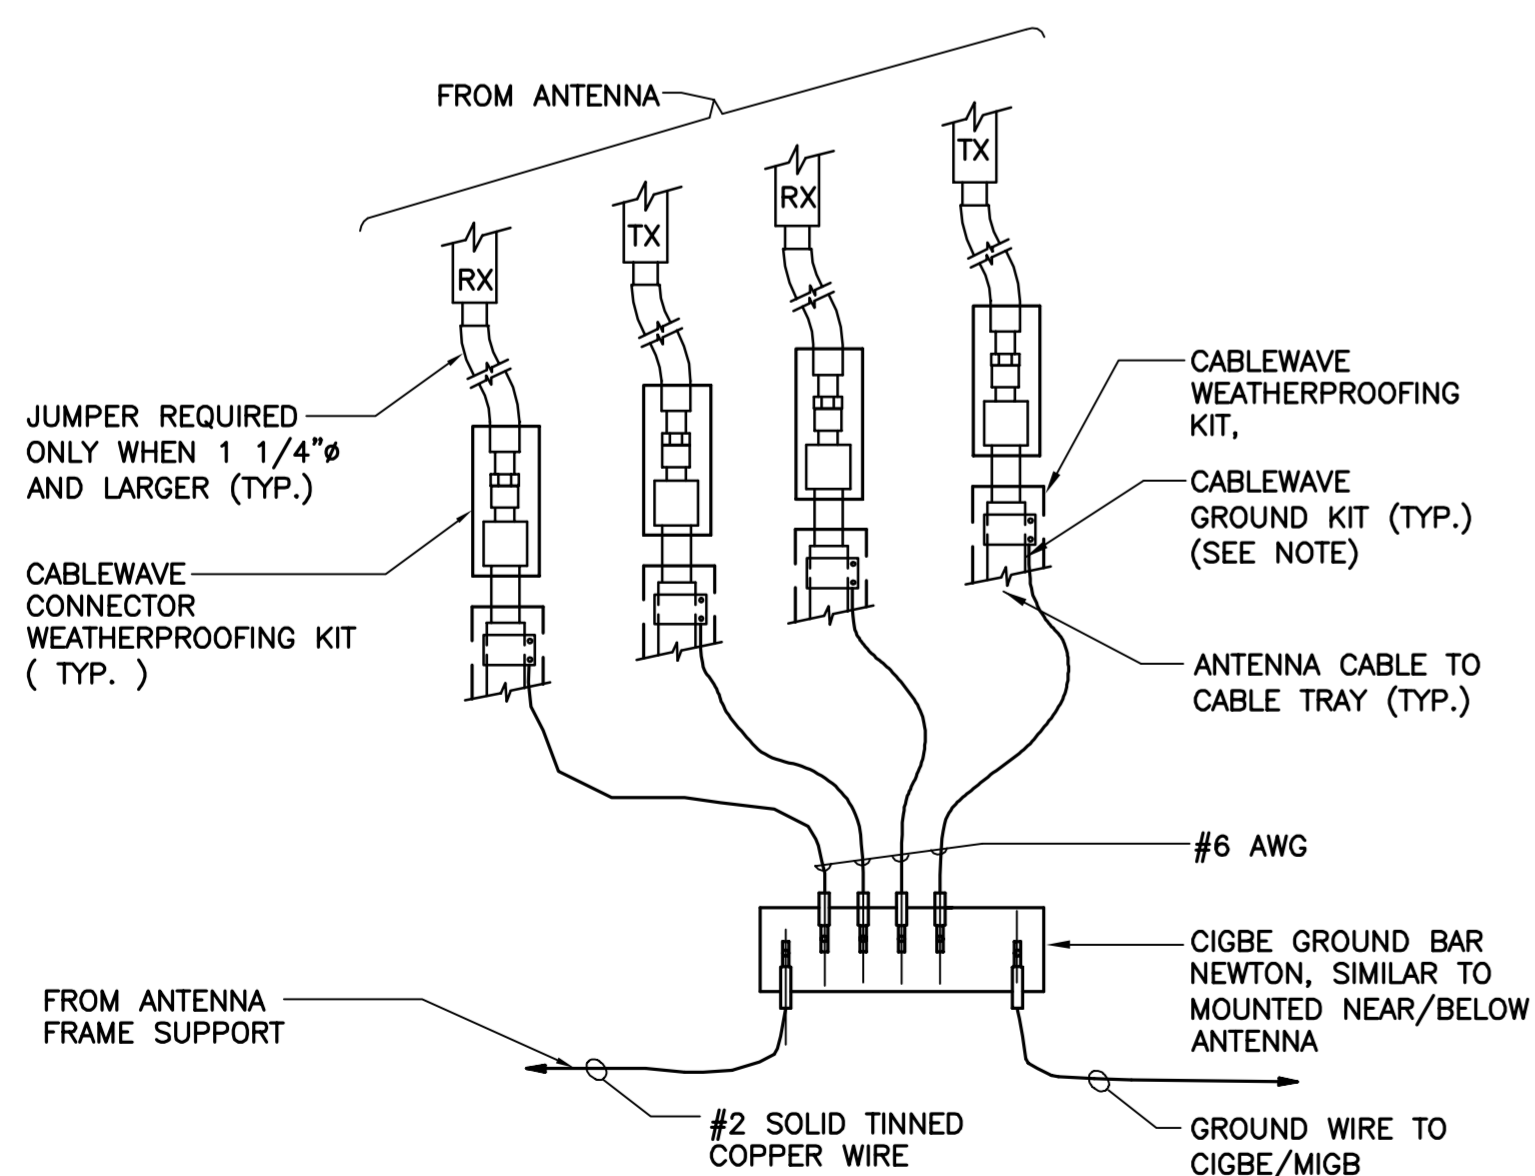 FROM ANTENNA
TX
RX
TX
RX
JUMPER REQUIRED
ONLY WHEN 1 1/4"ø
AND LARGER (TYP.)
CABLEWAVE
CONNECTOR
WEATHERPROOFING KIT
( TYP. )
CABLEWAVE
WEATHERPROOFING
KIT,
CABLEWAVE
GROUND KIT (TYP.)
(SEE NOTE)
ANTENNA CABLE TO
CABLE TRAY (TYP.)
#6 AWG
CIGBE GROUND BAR
NEWTON, SIMILAR TO
MOUNTED NEAR/BELOW
ANTENNA
FROM ANTENNA
FRAME SUPPORT
#2 SOLID TINNED
COPPER WIRE
GROUND WIRE TO
CIGBE/MIGB